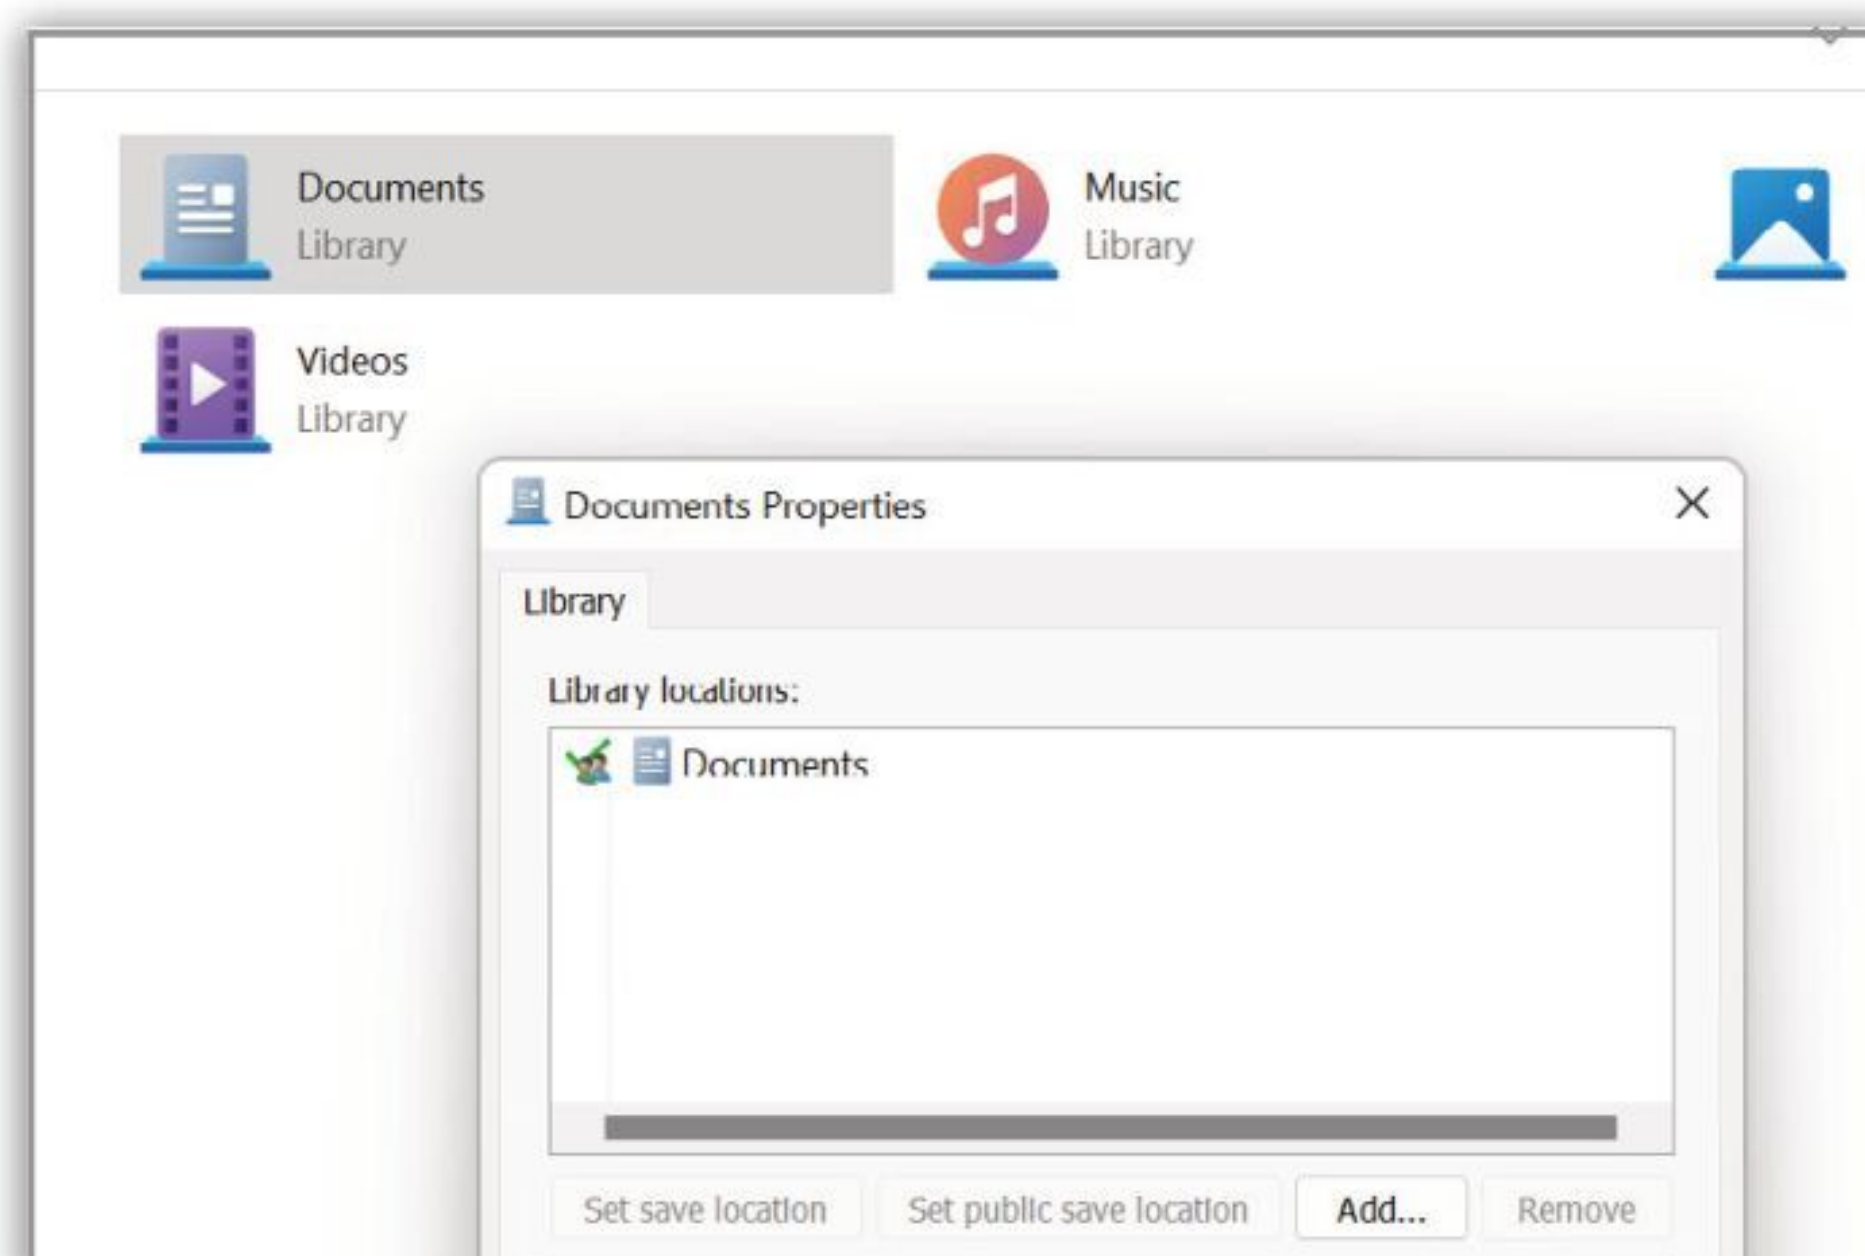 Documents
Library
Music
Library
Videos
Library
Documents Properties
Library
Library locations:
Documents
Set save location
Set public save location
Add...
Remove